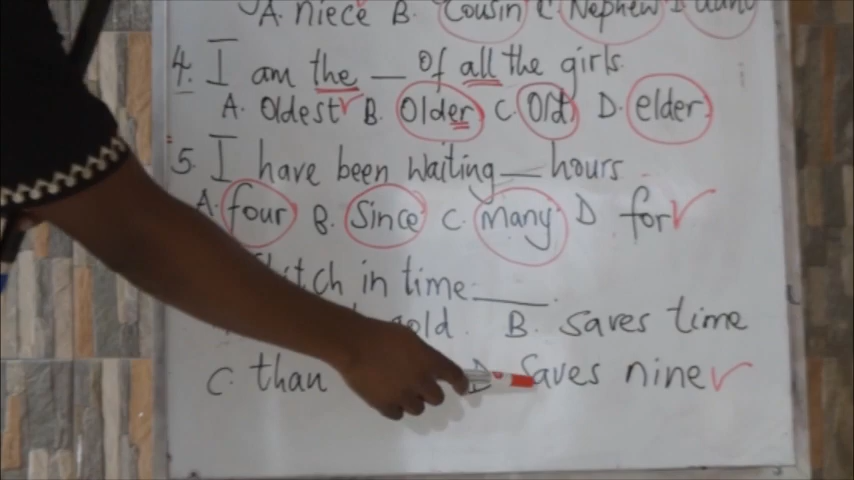 A. niece B. Cousin C. Nephew D.
4. I am the __ of all the girls.
A. Oldest B. Older C. Old D. elder
5. I have been waiting __ hours
A. four B. Since C. many D for
in time ____.
B. saves time
C. than D. Saves nine